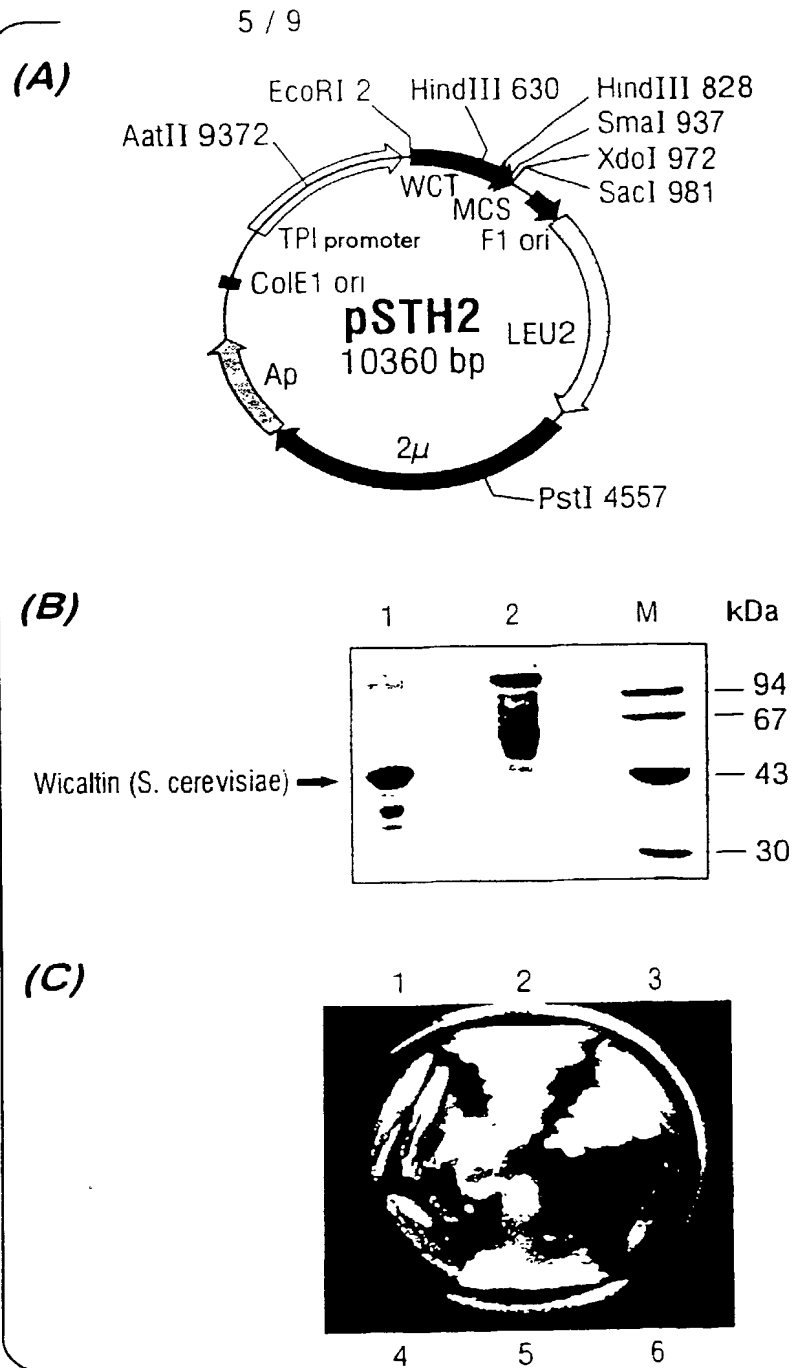 5 / 9
(A)
EcoRI 2
HindIII 630
HindIII 828
AatII 9372
SmaI 937
XdoI 972
SacI 981
WCT
MCS
F1 ori
TPI promoter
ColE1 ori
pSTH2
10360 bp
LEU2
Ap
2μ
PstI 4557
(B)
1 2 M kDa
94
67
Wicaltin (S. cerevisiae)
43
30
(C)
1 2 3
4 5 6